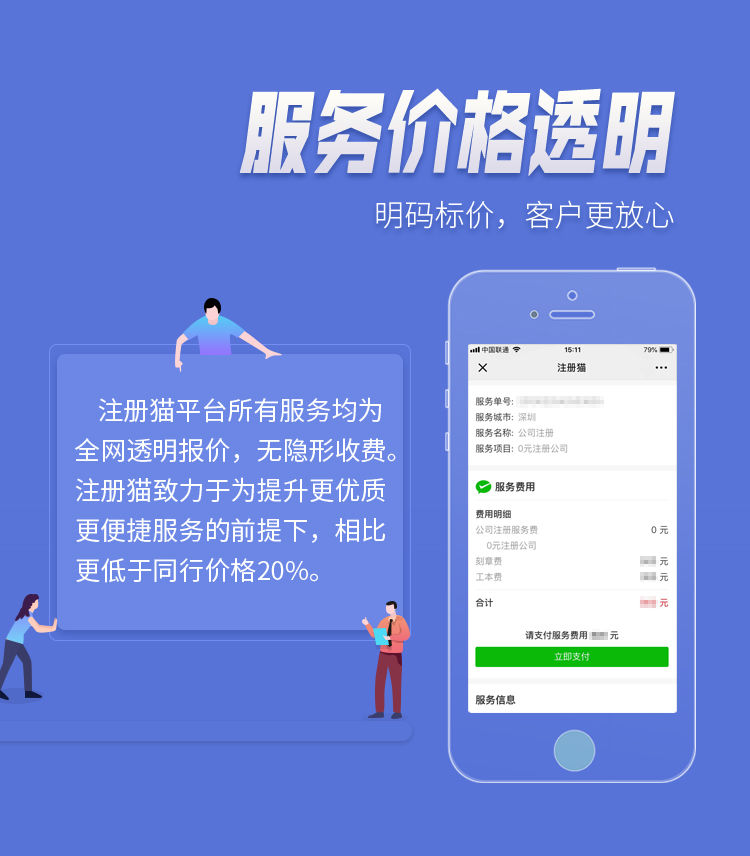 服务价格透明
明码标价，客户更放心
注册猫平台所有服务均为
全网透明报价，无隐形收费。
注册猫致力于为提升更优质
更便捷服务的前提下，相比
更低于同行价格20%。
中国联通 15:11 79%
注册猫
服务单号:
服务城市: 深圳
服务名称: 公司注册
服务项目: 0元注册公司
服务费用
费用明细
公司注册服务费 0 元
0元注册公司
刻章费 元
工本费 元
合计 元
请支付服务费用 元
立即支付
服务信息